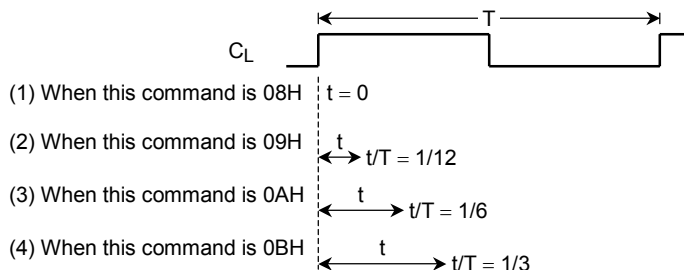 T
CL
(1) When this command is 08H t = 0
(2) When this command is 09H t
t/T = 1/12
(3) When this command is 0AH t
t/T = 1/6
(4) When this command is 0BH t
t/T = 1/3